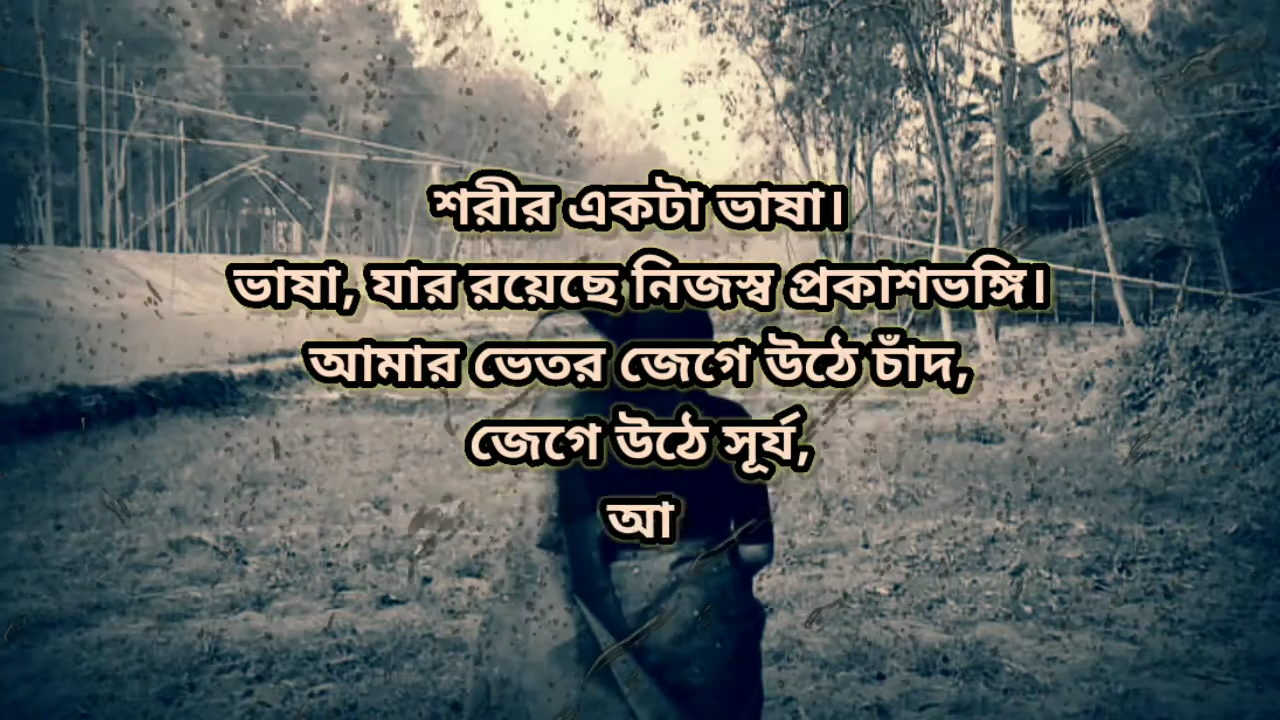 শরীর একটা ভাষা।
ভাষা, যার রয়েছে নিজস্ব প্রকাশভঙ্গি।
আমার ভেতর জেগে উঠে চাঁদ,
জেগে উঠে সূর্য,
আ